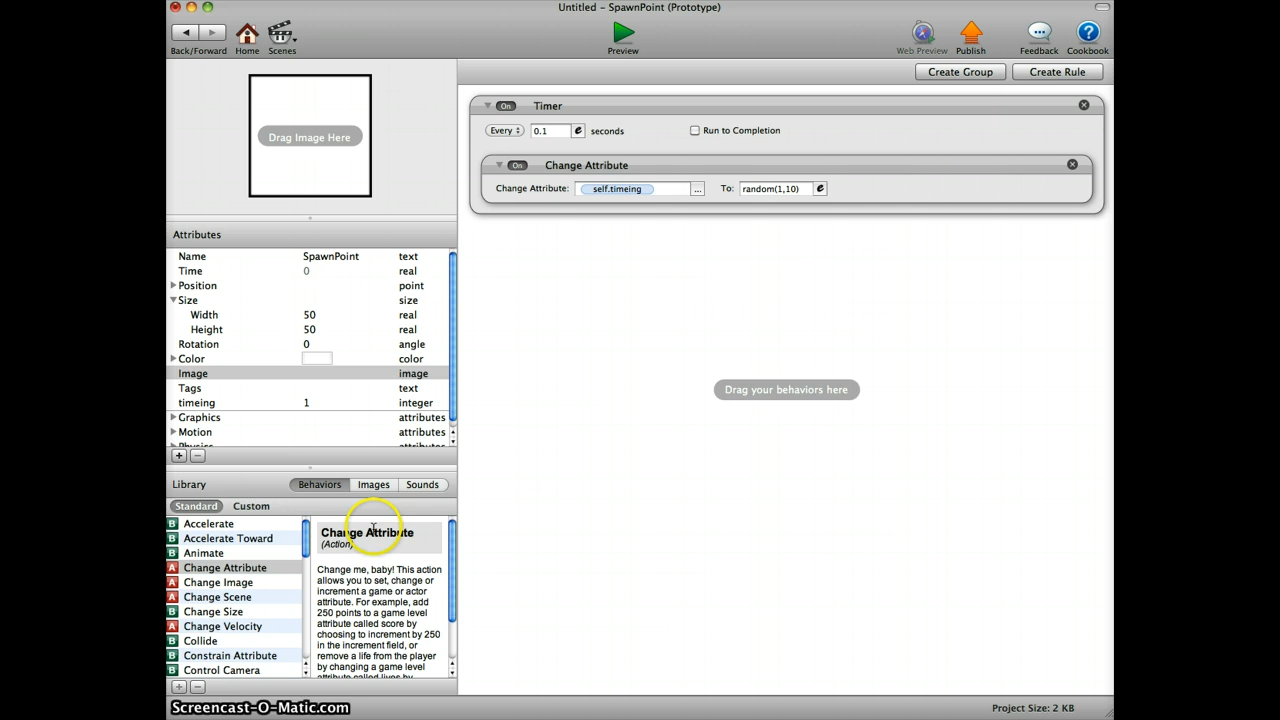 Untitled – SpawnPoint (Prototype)
Back/Forward Home Scenes Preview Web Preview Publish Feedback Cookbook
Create Group Create Rule
Drag Image Here
On Timer
Every 0.1 e seconds Run to Completion
On Change Attribute
Change Attribute: self.timeing ... To: random(1,10) e
Drag your behaviors here
Attributes
Name SpawnPoint text
Time 0 real
Position point
Size size
Width 50 real
Height 50 real
Rotation 0 angle
Color color
Image image
Tags text
timeing 1 integer
Graphics attributes
Motion attributes
Physics attributes
+ −
Library Behaviors Images Sounds
Standard Custom
B Accelerate
B Accelerate Toward
B Animate
A Change Attribute
A Change Image
A Change Scene
B Change Size
A Change Velocity
B Collide
B Constrain Attribute
B Control Camera
Change Attribute
(Action)
Change me, baby! This action
allows you to set, change or
increment a game or actor
attribute. For example, add
250 points to a game level
attribute called score by
choosing to increment by 250
in the increment field, or
remove a life from the player
by changing a game level
attribute called lives by
+ −
Screencast-O-Matic.com
Project Size: 2 KB